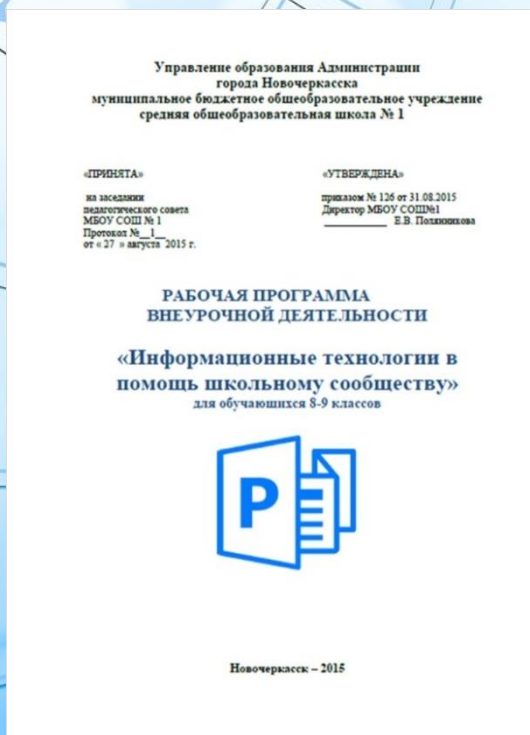 Управление образования Администрации
города Новочеркасска
муниципальное бюджетное общеобразовательное учреждение
средняя общеобразовательная школа № 1
«ПРИНЯТА»
на заседании
педагогического совета
МБОУ СОШ № 1
Протокол №__1__
от « 27 » августа 2015 г.
«УТВЕРЖДЕНА»
приказом № 126 от 31.08.2015
Директор МБОУ СОШ№1
____________ Е.В. Полянникова
РАБОЧАЯ ПРОГРАММА
ВНЕУРОЧНОЙ ДЕЯТЕЛЬНОСТИ
«Информационные технологии в
помощь школьному сообществу»
для обучающихся 8-9 классов
P
Новочеркасск – 2015